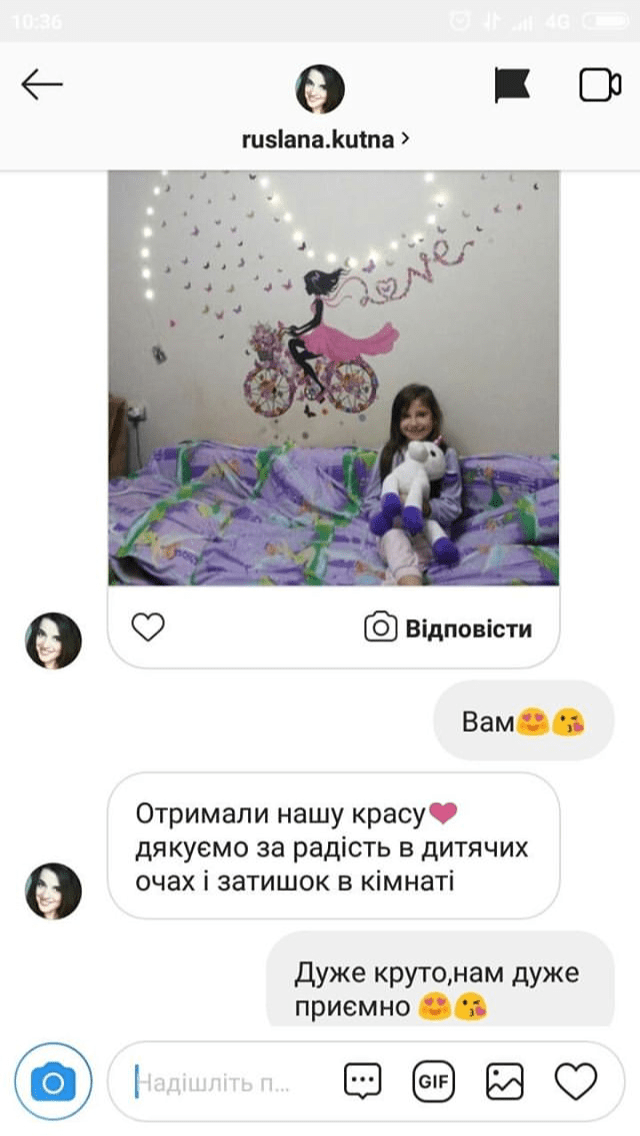 10:36
4G
ruslana.kutna >
Love
Відповісти
Вам😍😘
Отримали нашу красу❤
дякуємо за радість в дитячих
очах і затишок в кімнаті
Дуже круто,нам дуже
приємно 😍😘
Надішліть п...
GIF